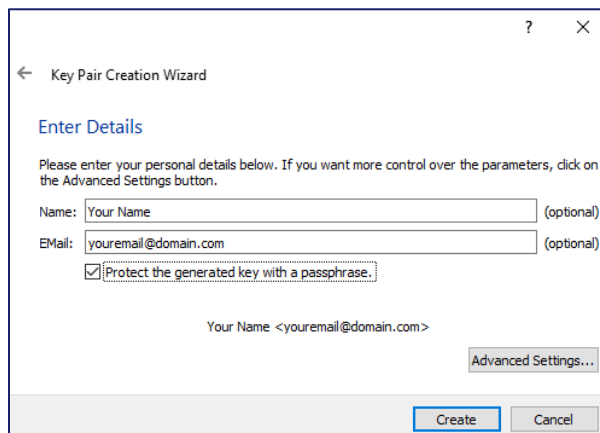 ?
Key Pair Creation Wizard
Enter Details
Please enter your personal details below. If you want more control over the parameters, click on
the Advanced Settings button.
Name: Your Name (optional)
EMail: youremail@domain.com (optional)
Protect the generated key with a passphrase.
Your Name <youremail@domain.com>
Advanced Settings...
Create Cancel